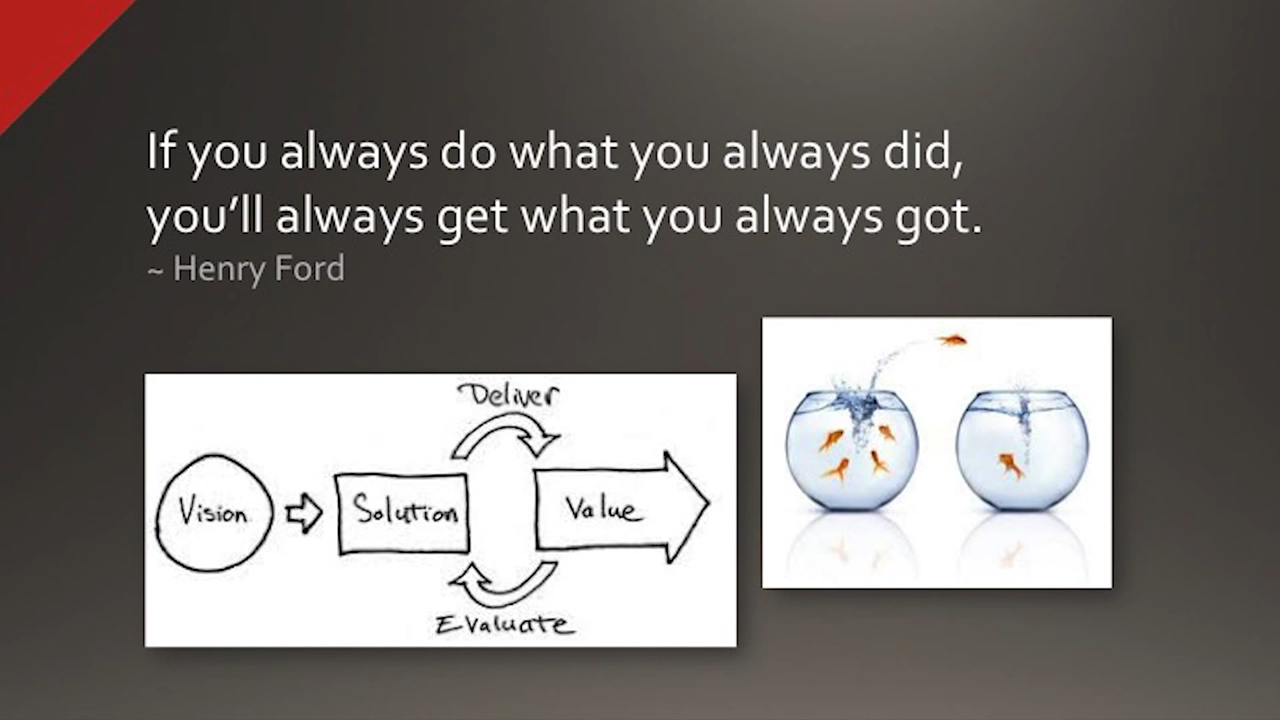 If you always do what you always did,
you’ll always get what you always got.
~ Henry Ford
Deliver
Vision
Solution
Value
Evaluate